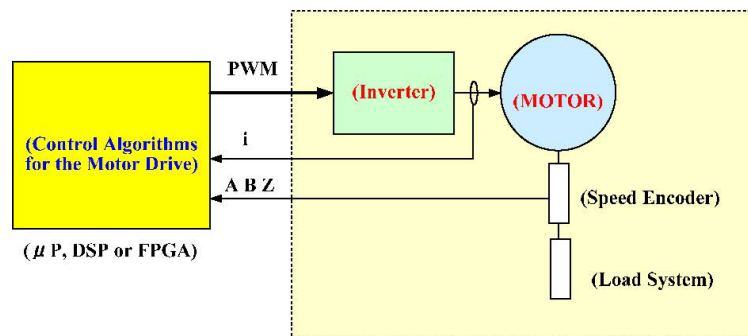 PWM
(Inverter)
(MOTOR)
(Control Algorithms
for the Motor Drive)
i
A B Z
(Speed Encoder)
(μP, DSP or FPGA)
(Load System)